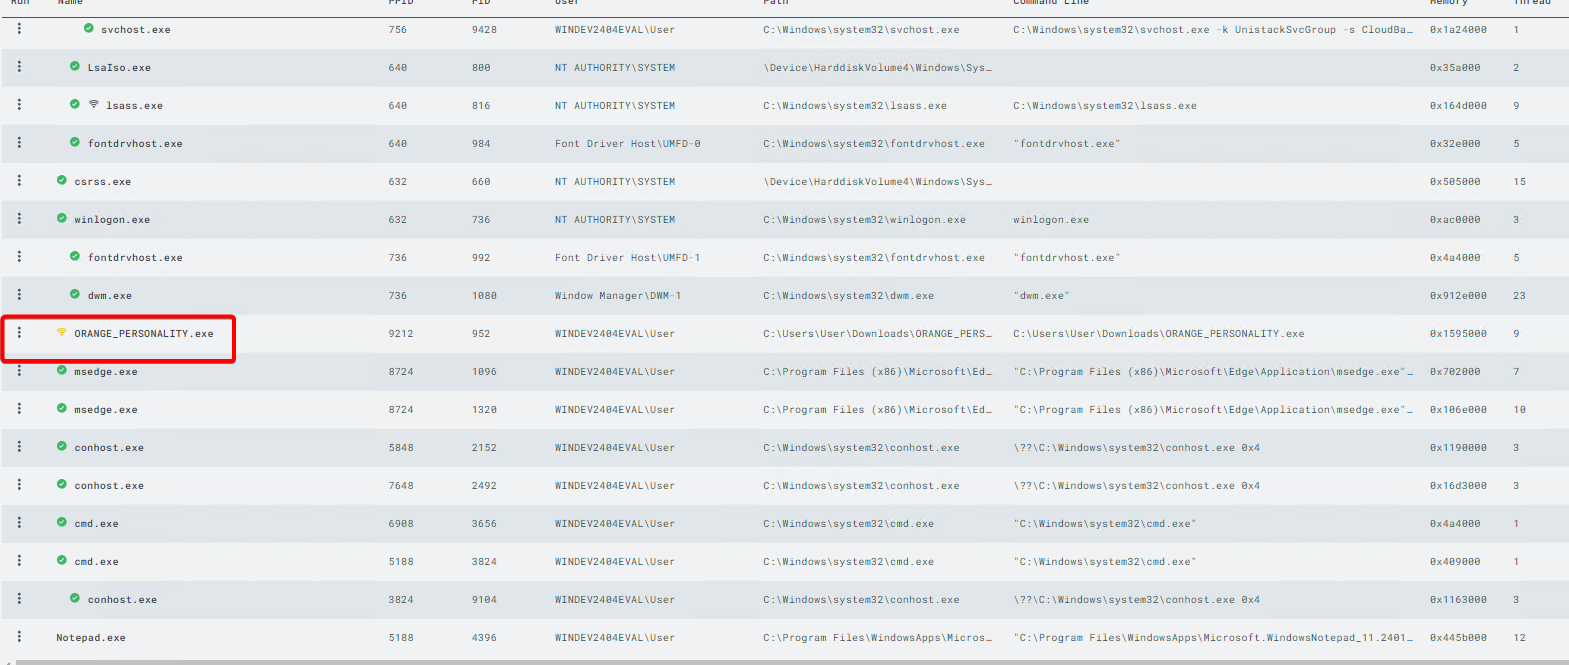 Run Name PPID PID User Path Command Line Memory Thread
svchost.exe 756 9428 WINDEV2404EVAL\User C:\Windows\system32\svchost.exe C:\Windows\system32\svchost.exe -k UnistackSvcGroup -s CloudBa… 0x1a24000 1
LsaIso.exe 640 800 NT AUTHORITY\SYSTEM \Device\HarddiskVolume4\Windows\Sys… 0x35a000 2
lsass.exe 640 816 NT AUTHORITY\SYSTEM C:\Windows\system32\lsass.exe C:\Windows\system32\lsass.exe 0x164d000 9
fontdrvhost.exe 640 984 Font Driver Host\UMFD-0 C:\Windows\system32\fontdrvhost.exe "fontdrvhost.exe" 0x32e000 5
csrss.exe 632 660 NT AUTHORITY\SYSTEM \Device\HarddiskVolume4\Windows\Sys… 0x505000 15
winlogon.exe 632 736 NT AUTHORITY\SYSTEM C:\Windows\system32\winlogon.exe winlogon.exe 0xac0000 3
fontdrvhost.exe 736 992 Font Driver Host\UMFD-1 C:\Windows\system32\fontdrvhost.exe "fontdrvhost.exe" 0x4a4000 5
dwm.exe 736 1080 Window Manager\DWM-1 C:\Windows\system32\dwm.exe "dwm.exe" 0x912e000 23
ORANGE_PERSONALITY.exe 9212 952 WINDEV2404EVAL\User C:\Users\User\Downloads\ORANGE_PERS… C:\Users\User\Downloads\ORANGE_PERSONALITY.exe 0x1595000 9
msedge.exe 8724 1096 WINDEV2404EVAL\User C:\Program Files (x86)\Microsoft\Ed… "C:\Program Files (x86)\Microsoft\Edge\Application\msedge.exe"… 0x702000 7
msedge.exe 8724 1320 WINDEV2404EVAL\User C:\Program Files (x86)\Microsoft\Ed… "C:\Program Files (x86)\Microsoft\Edge\Application\msedge.exe"… 0x106e000 10
conhost.exe 5848 2152 WINDEV2404EVAL\User C:\Windows\system32\conhost.exe \??\C:\Windows\system32\conhost.exe 0x4 0x1190000 3
conhost.exe 7648 2492 WINDEV2404EVAL\User C:\Windows\system32\conhost.exe \??\C:\Windows\system32\conhost.exe 0x4 0x16d3000 3
cmd.exe 6908 3656 WINDEV2404EVAL\User C:\Windows\system32\cmd.exe "C:\Windows\system32\cmd.exe" 0x4a4000 1
cmd.exe 5188 3824 WINDEV2404EVAL\User C:\Windows\system32\cmd.exe "C:\Windows\system32\cmd.exe" 0x409000 1
conhost.exe 3824 9104 WINDEV2404EVAL\User C:\Windows\system32\conhost.exe \??\C:\Windows\system32\conhost.exe 0x4 0x1163000 3
Notepad.exe 5188 4396 WINDEV2404EVAL\User C:\Program Files\WindowsApps\Micros… "C:\Program Files\WindowsApps\Microsoft.WindowsNotepad_11.2401… 0x445b000 12